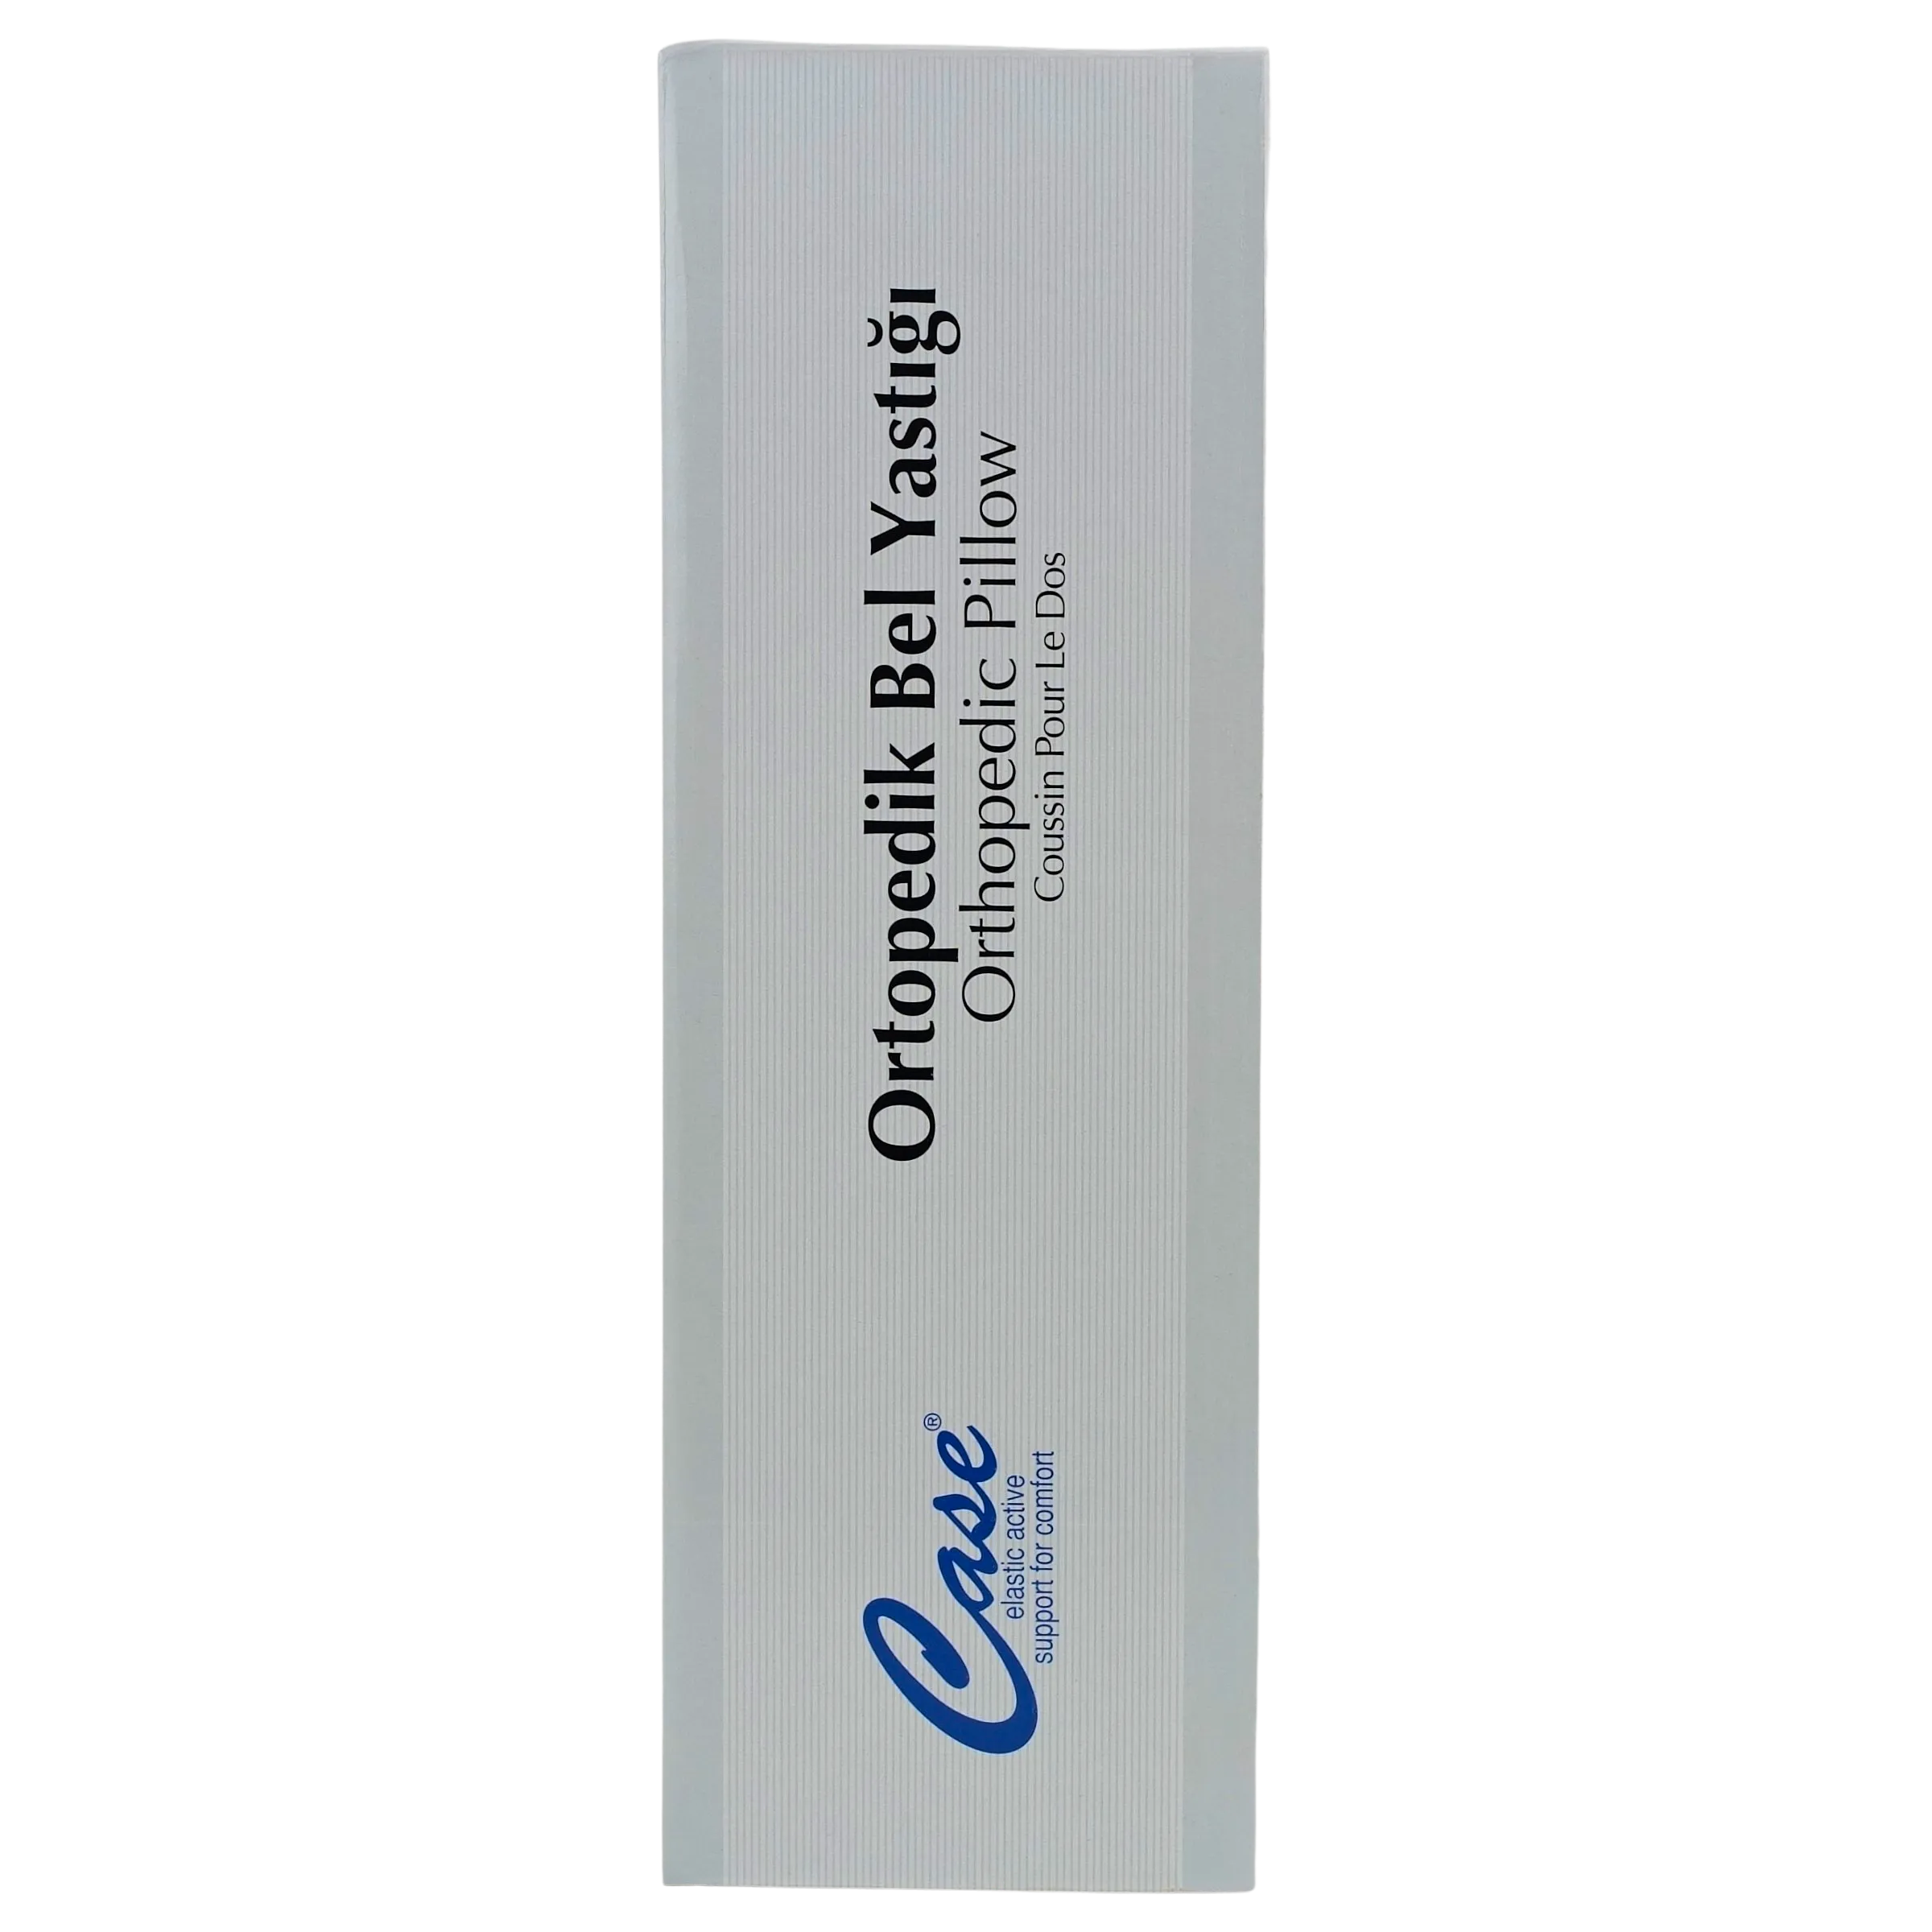 Case®
elastic active
support for comfort
Ortopedik Bel Yastığı
Orthopedic Pillow
Coussin Pour Le Dos